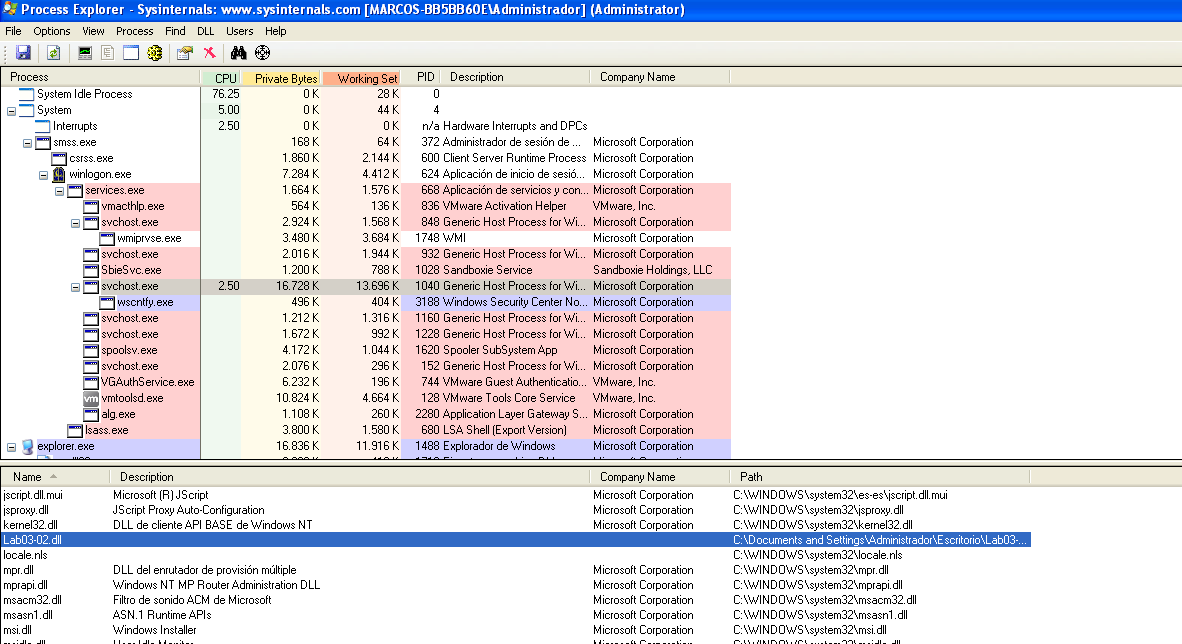 Process Explorer - Sysinternals: www.sysinternals.com [MARCOS-BB5BB60E\Administrador] (Administrator)
File Options View Process Find DLL Users Help
Process CPU Private Bytes Working Set PID Description Company Name
System Idle Process 76.25 0 K 28 K 0
System 5.00 0 K 44 K 4
Interrupts 2.50 0 K 0 K n/a Hardware Interrupts and DPCs
smss.exe 168 K 64 K 372 Administrador de sesión de ... Microsoft Corporation
csrss.exe 1.860 K 2.144 K 600 Client Server Runtime Process Microsoft Corporation
winlogon.exe 7.284 K 4.412 K 624 Aplicación de inicio de sesió... Microsoft Corporation
services.exe 1.664 K 1.576 K 668 Aplicación de servicios y con... Microsoft Corporation
vmacthlp.exe 564 K 136 K 836 VMware Activation Helper VMware, Inc.
svchost.exe 2.924 K 1.568 K 848 Generic Host Process for Wi... Microsoft Corporation
wmiprvse.exe 3.480 K 3.684 K 1748 WMI Microsoft Corporation
svchost.exe 2.016 K 1.944 K 932 Generic Host Process for Wi... Microsoft Corporation
SbieSvc.exe 1.200 K 788 K 1028 Sandboxie Service Sandboxie Holdings, LLC
svchost.exe 2.50 16.728 K 13.696 K 1040 Generic Host Process for Wi... Microsoft Corporation
wscntfy.exe 496 K 404 K 3188 Windows Security Center No... Microsoft Corporation
svchost.exe 1.212 K 1.316 K 1160 Generic Host Process for Wi... Microsoft Corporation
svchost.exe 1.672 K 992 K 1228 Generic Host Process for Wi... Microsoft Corporation
spoolsv.exe 4.172 K 1.044 K 1620 Spooler SubSystem App Microsoft Corporation
svchost.exe 2.076 K 296 K 152 Generic Host Process for Wi... Microsoft Corporation
VGAuthService.exe 6.232 K 196 K 744 VMware Guest Authenticatio... VMware, Inc.
vm vmtoolsd.exe 10.824 K 4.664 K 128 VMware Tools Core Service VMware, Inc.
alg.exe 1.108 K 260 K 2280 Application Layer Gateway S... Microsoft Corporation
lsass.exe 3.800 K 1.580 K 680 LSA Shell (Export Version) Microsoft Corporation
explorer.exe 16.836 K 11.916 K 1488 Explorador de Windows Microsoft Corporation
Name Description Company Name Path
jscript.dll.mui Microsoft (R) JScript Microsoft Corporation C:\WINDOWS\system32\es-es\jscript.dll.mui
jsproxy.dll JScript Proxy Auto-Configuration Microsoft Corporation C:\WINDOWS\system32\jsproxy.dll
kernel32.dll DLL de cliente API BASE de Windows NT Microsoft Corporation C:\WINDOWS\system32\kernel32.dll
Lab03-02.dll C:\Documents and Settings\Administrador\Escritorio\Lab03-...
locale.nls C:\WINDOWS\system32\locale.nls
mpr.dll DLL del enrutador de provisión múltiple Microsoft Corporation C:\WINDOWS\system32\mpr.dll
mprapi.dll Windows NT MP Router Administration DLL Microsoft Corporation C:\WINDOWS\system32\mprapi.dll
msacm32.dll Filtro de sonido ACM de Microsoft Microsoft Corporation C:\WINDOWS\system32\msacm32.dll
msasn1.dll ASN.1 Runtime APIs Microsoft Corporation C:\WINDOWS\system32\msasn1.dll
msi.dll Windows Installer Microsoft Corporation C:\WINDOWS\system32\msi.dll